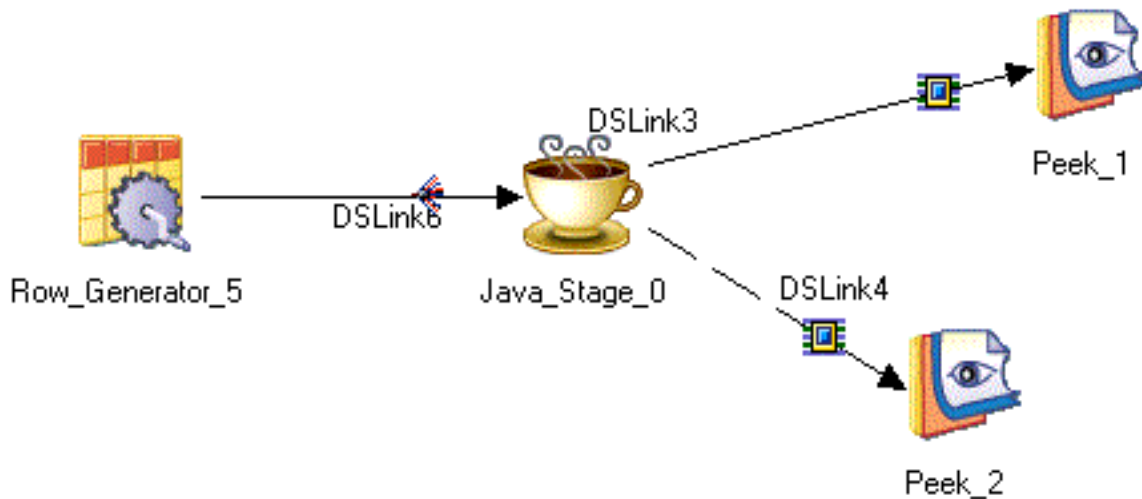 DSLink3
Peek_1
DSLink6
Row_Generator_5
Java_Stage_0
DSLink4
Peek_2